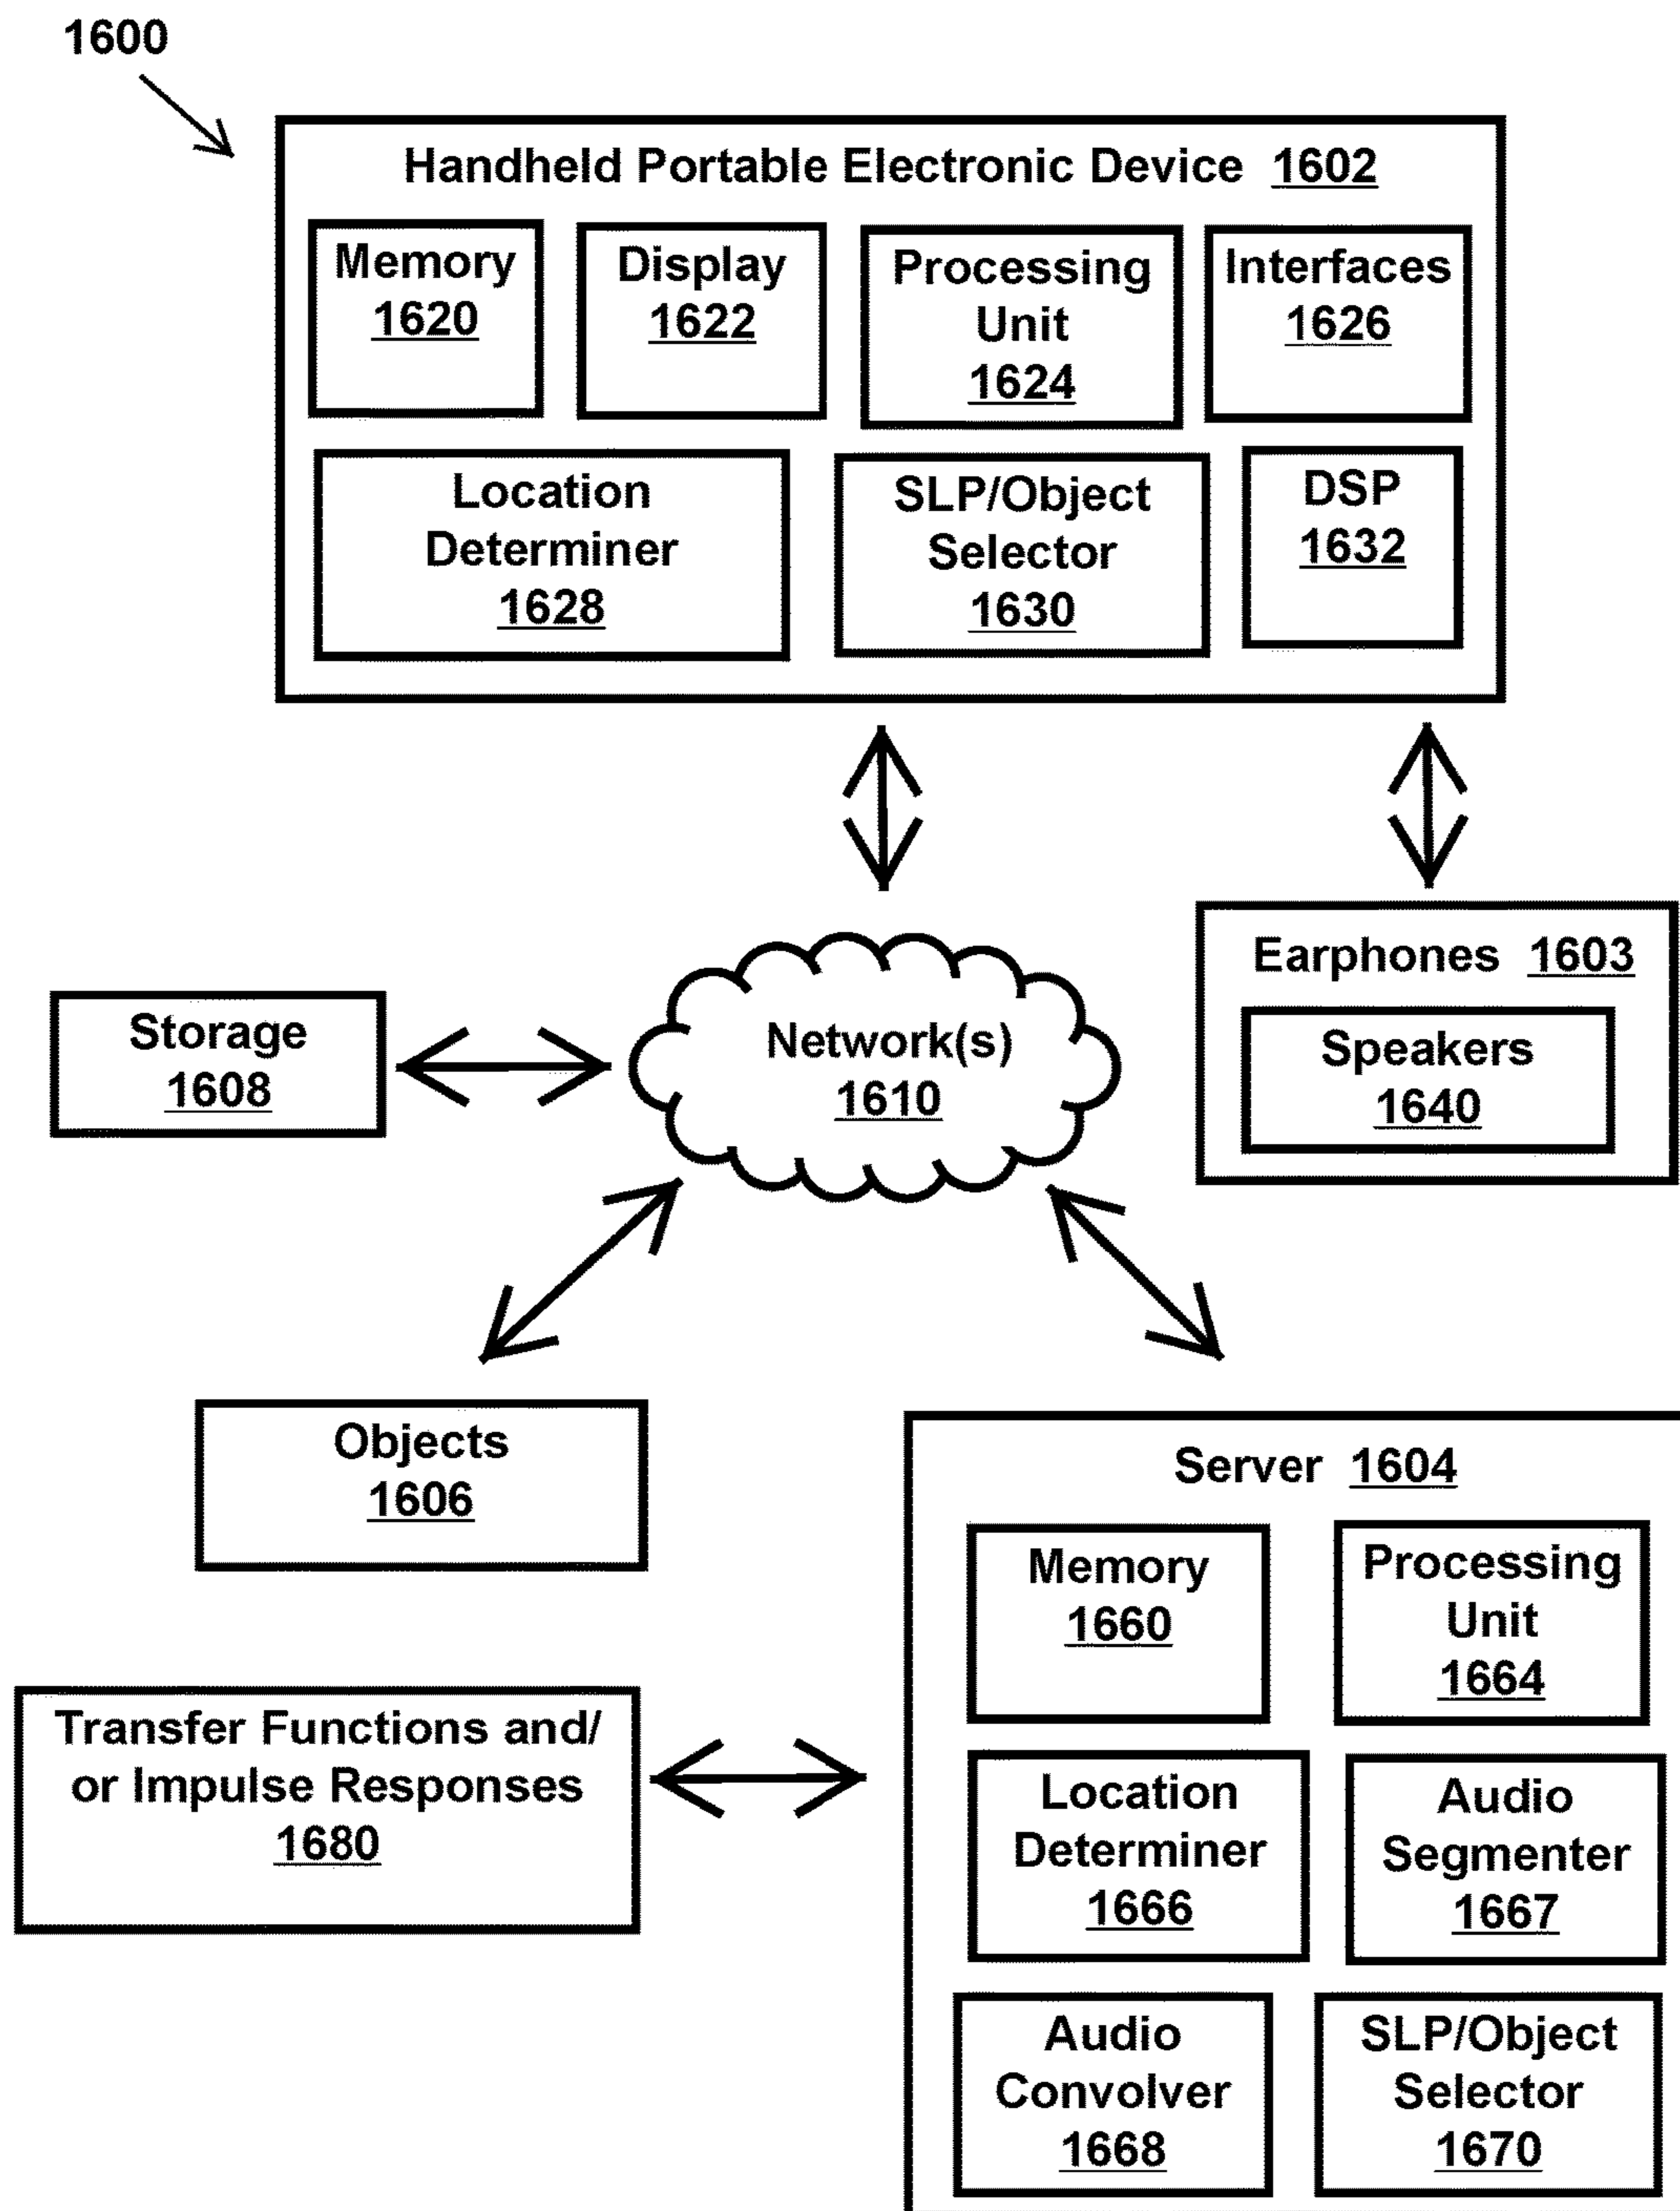 1600
Handheld Portable Electronic Device 1602
Memory
1620
Display
1622
Processing
Unit
1624
Interfaces
1626
Location
Determiner
1628
SLP/Object
Selector
1630
DSP
1632
Storage
1608
Network(s)
1610
Earphones 1603
Speakers
1640
Objects
1606
Transfer Functions and/
or Impulse Responses
1680
Server 1604
Memory
1660
Processing
Unit
1664
Location
Determiner
1666
Audio
Segmenter
1667
Audio
Convolver
1668
SLP/Object
Selector
1670